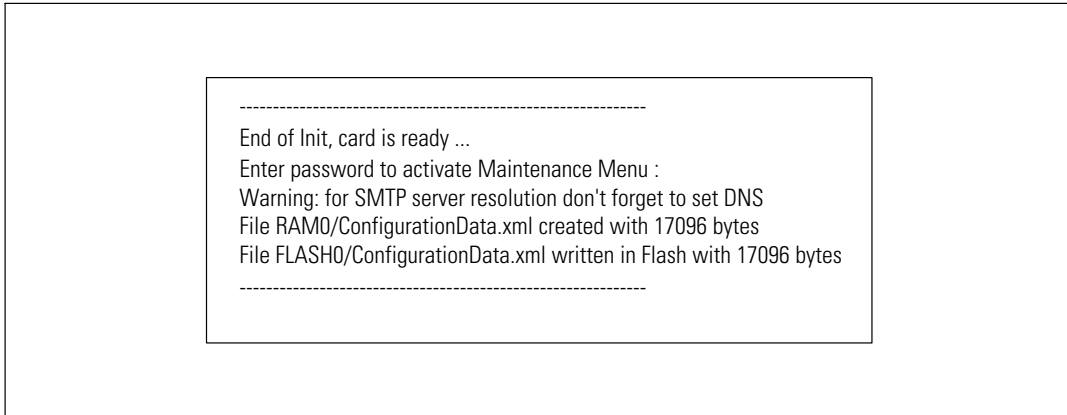 -------------------------------------------------------------
End of Init, card is ready ...
Enter password to activate Maintenance Menu :
Warning: for SMTP server resolution don't forget to set DNS
File RAM0/ConfigurationData.xml created with 17096 bytes
File FLASH0/ConfigurationData.xml written in Flash with 17096 bytes
-------------------------------------------------------------